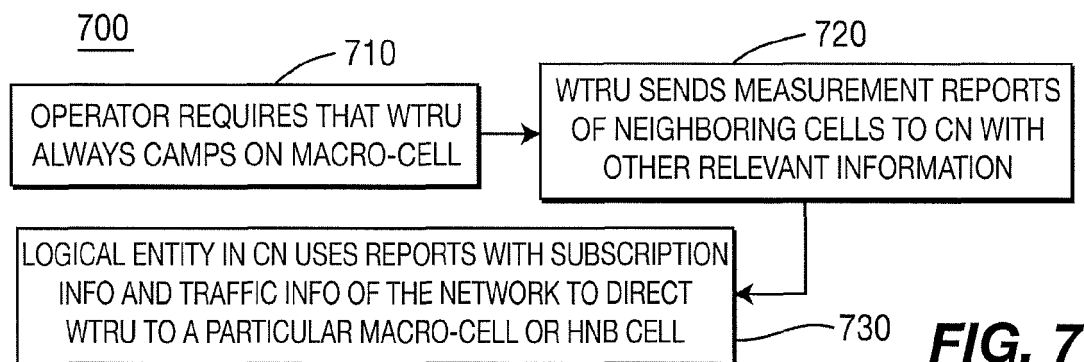 700
710
OPERATOR REQUIRES THAT WTRU
ALWAYS CAMPS ON MACRO-CELL
720
WTRU SENDS MEASUREMENT REPORTS
OF NEIGHBORING CELLS TO CN WITH
OTHER RELEVANT INFORMATION
LOGICAL ENTITY IN CN USES REPORTS WITH SUBSCRIPTION
INFO AND TRAFFIC INFO OF THE NETWORK TO DIRECT
WTRU TO A PARTICULAR MACRO-CELL OR HNB CELL
730
FIG. 7